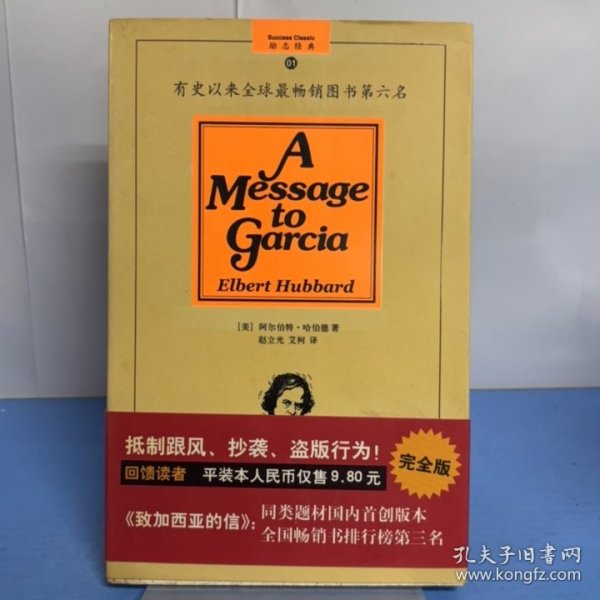 Success Classic
励志经典
01
有史以来全球最畅销图书第六名
A
Message
to
Garcia
Elbert Hubbard
[美] 阿尔伯特·哈伯德 著
赵立光 艾柯 译
抵制跟风、抄袭、盗版行为!
回馈读者 平装本人民币仅售9.80元
完全版
《致加西亚的信》:同类题材国内首创版本
全国畅销书排行榜第三名
孔夫子旧书网
www.kongfz.com